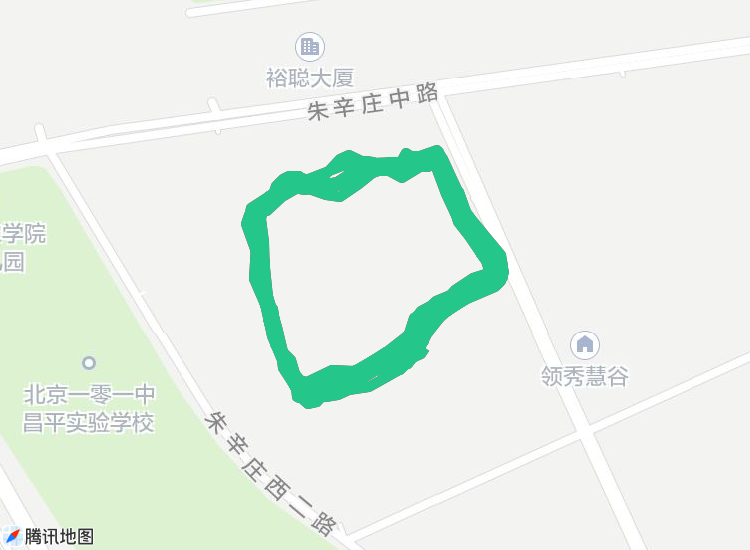 裕聪大厦
朱辛庄中路
学院
园
领秀慧谷
北京一零一中
昌平实验学校
朱辛庄西二路
腾讯地图